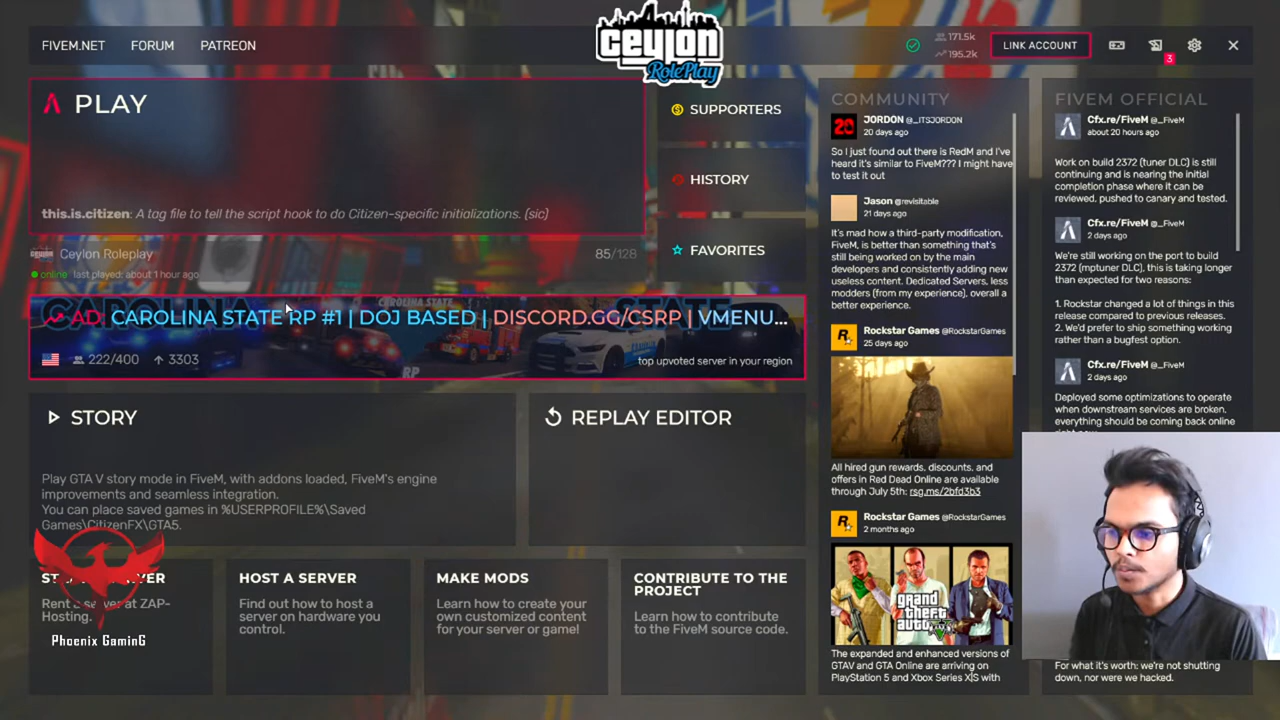 FIVEM.NET
FORUM
PATREON
ceylon
RolePlay
171.5k
195.2k
LINK ACCOUNT
3
PLAY
this.is.citizen: A tag file to tell the script hook to do Citizen-specific initializations. (sic)
Ceylon Roleplay
85/128
online last played: about 1 hour ago
SUPPORTERS
HISTORY
FAVORITES
CAROLINA STATE
AD: CAROLINA STATE RP #1 | DOJ BASED | DISCORD.GG/CSRP | VMENU...
222/400
3303
RP
top upvoted server in your region
STORY
Play GTA V story mode in FiveM, with addons loaded, FiveM's engine
improvements and seamless integration.
You can place saved games in %USERPROFILE%\Saved
Games\CitizenFX\GTA5.
REPLAY EDITOR
Rent a server at ZAP-
Hosting.
Phoenix GaminG
HOST A SERVER
Find out how to host a
server on hardware you
control.
MAKE MODS
Learn how to create your
own customized content
for your server or game!
CONTRIBUTE TO THE
PROJECT
Learn how to contribute
to the FiveM source code.
COMMUNITY
20
JORDON @_ITSJORDON
20 days ago
So I just found out there is RedM and I've
heard it's similar to FiveM??? I might have
to test it out
Jason @revisitable
21 days ago
It's mad how a third-party modification,
FiveM, is better than something that's
still being worked on by the main
developers and consistently adding new
useless content. Dedicated Servers, less
modders (from my experience), overall a
better experience.
Rockstar Games @RockstarGames
25 days ago
All hired gun rewards, discounts, and
offers in Red Dead Online are available
through July 5th: rsg.ms/2bfd3b3
Rockstar Games @RockstarGames
2 months ago
grand
theft
auto
V
The expanded and enhanced versions of
GTAV and GTA Online are arriving on
PlayStation 5 and Xbox Series X|S with
FIVEM OFFICIAL
Cfx.re/FiveM @_FiveM
about 20 hours ago
Work on build 2372 (tuner DLC) is still
continuing and is nearing the initial
completion phase where it can be
reviewed, pushed to canary and tested.
Cfx.re/FiveM @_FiveM
2 days ago
We're still working on the port to build
2372 (mptuner DLC), this is taking longer
than expected for two reasons:
1. Rockstar changed a lot of things in this
release compared to previous releases.
2. We'd prefer to ship something working
rather than a bugfest option.
Cfx.re/FiveM @_FiveM
2 days ago
Deployed some optimizations to operate
when downstream services are broken,
everything should be coming back online
For what it's worth: we're not shutting
down, nor were we hacked.